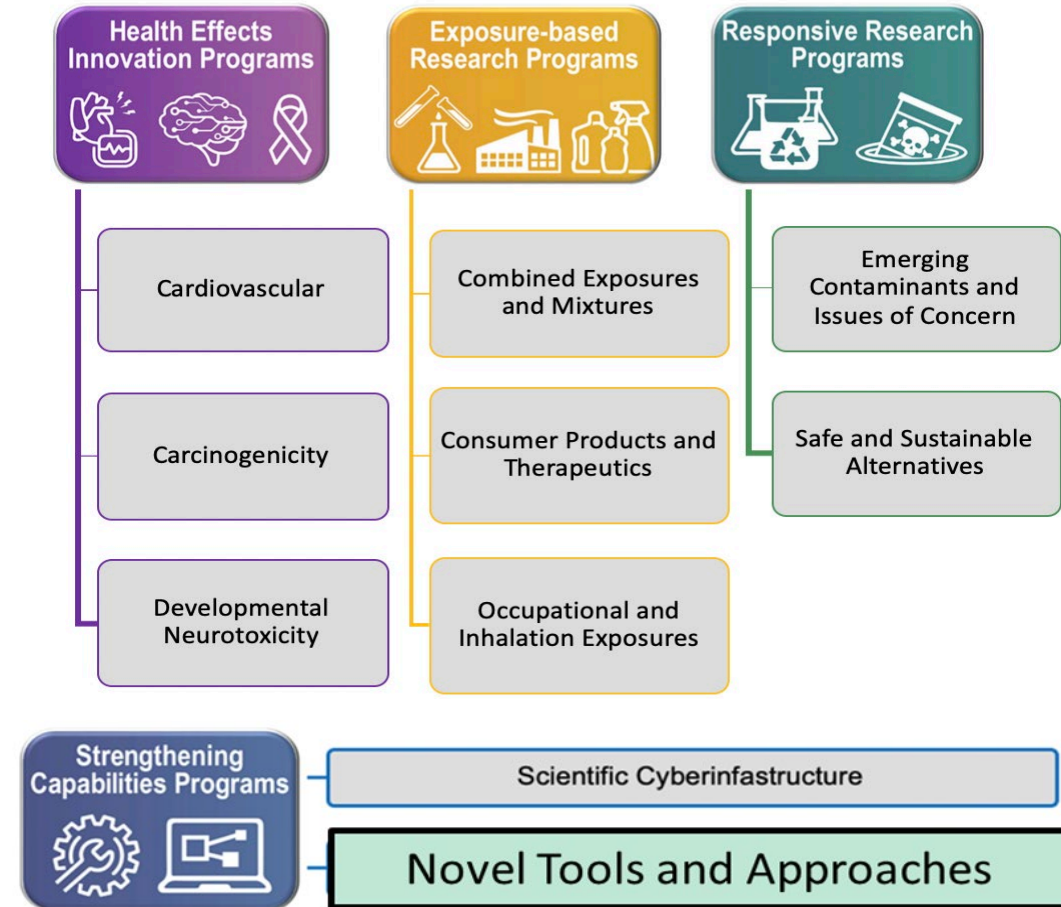 Health Effects
Innovation Programs
Cardiovascular
Carcinogenicity
Developmental
Neurotoxicity
Exposure-based
Research Programs
Combined Exposures
and Mixtures
Consumer Products and
Therapeutics
Occupational and
Inhalation Exposures
Responsive Research
Programs
Emerging
Contaminants and
Issues of Concern
Safe and Sustainable
Alternatives
Strengthening
Capabilities Programs
Scientific Cyberinfastructure
Novel Tools and Approaches